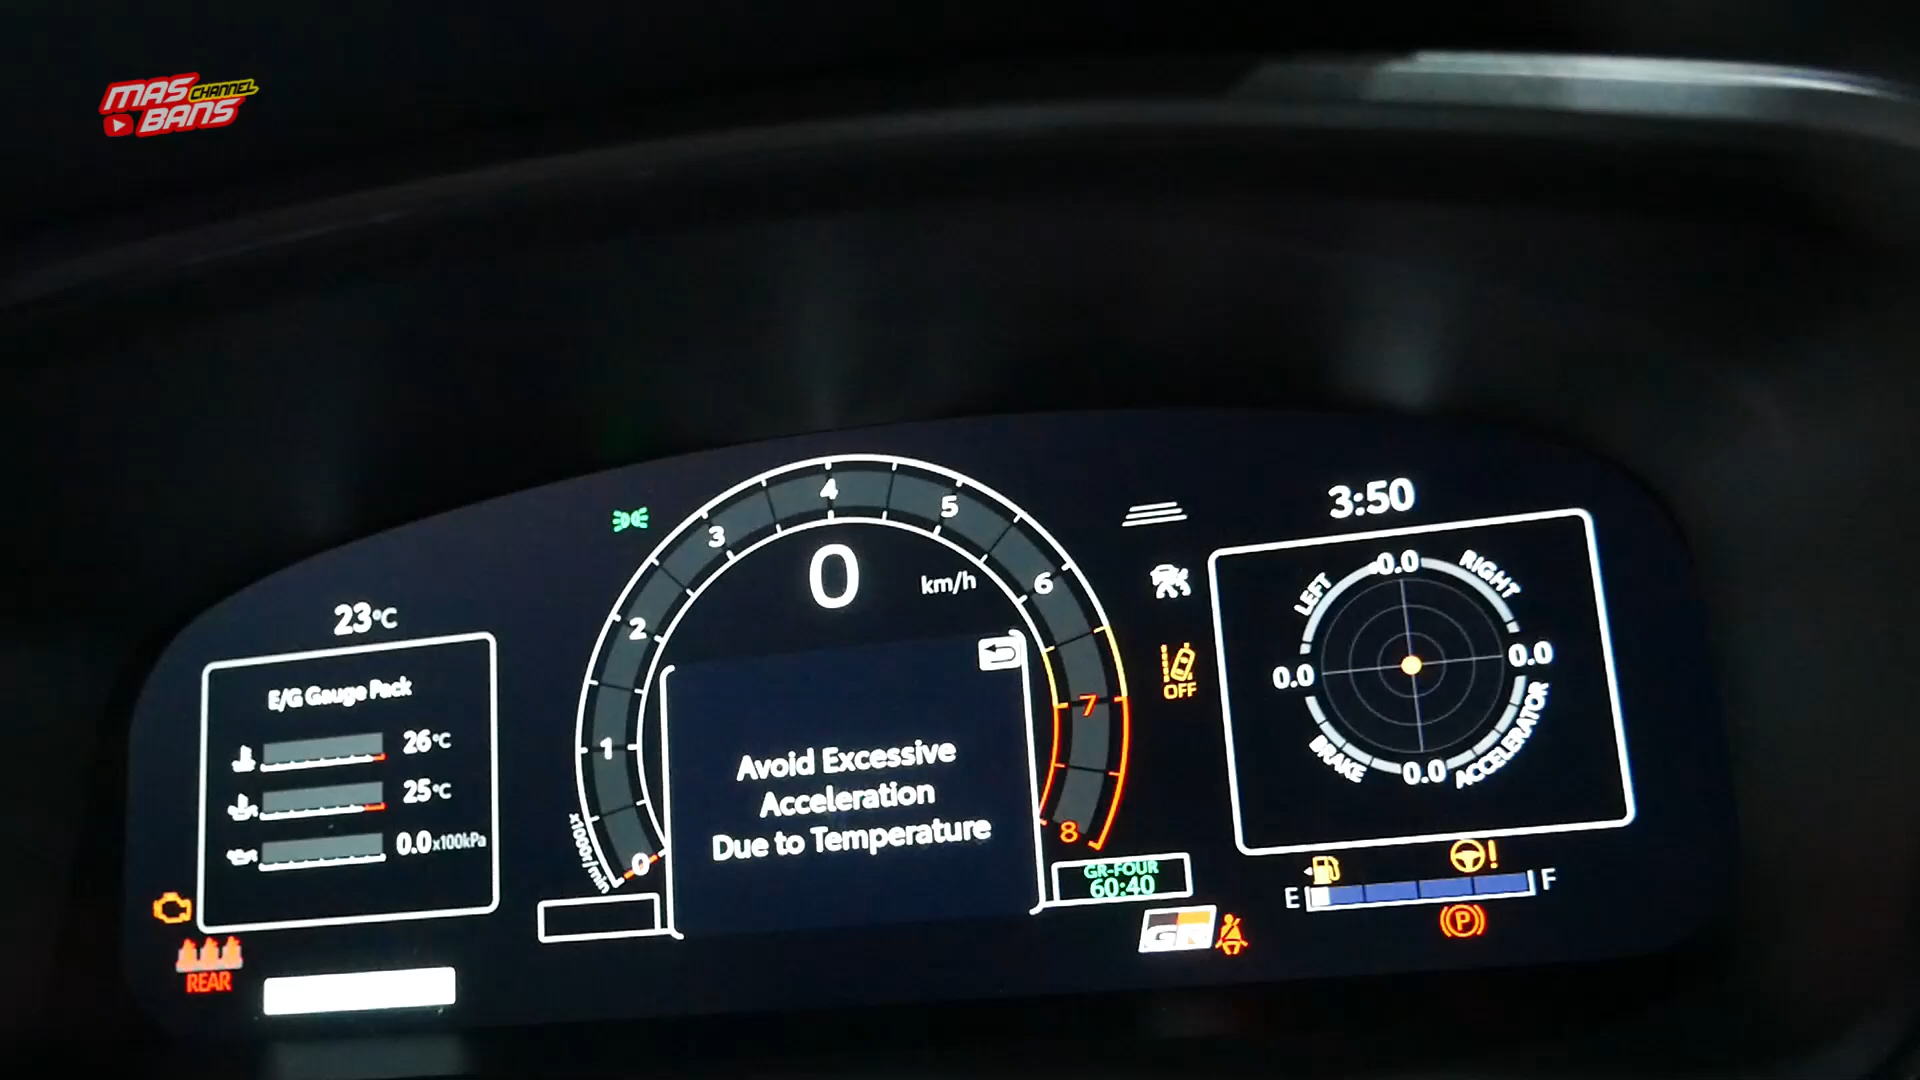 MAS CHANNEL
BANS
3:50
4
5
3
0
km/h
6
2
23°C
LEFT
0.0
RIGHT
E/G Gauge Pack
26°C
25°C
0.0x100kPa
1
x1000r/min
0
7
8
Avoid Excessive
Acceleration
Due to Temperature
OFF
0.0
0.0
BRAKE
0.0
ACCELERATOR
GR-FOUR
60:40
E
F
GR
P
REAR